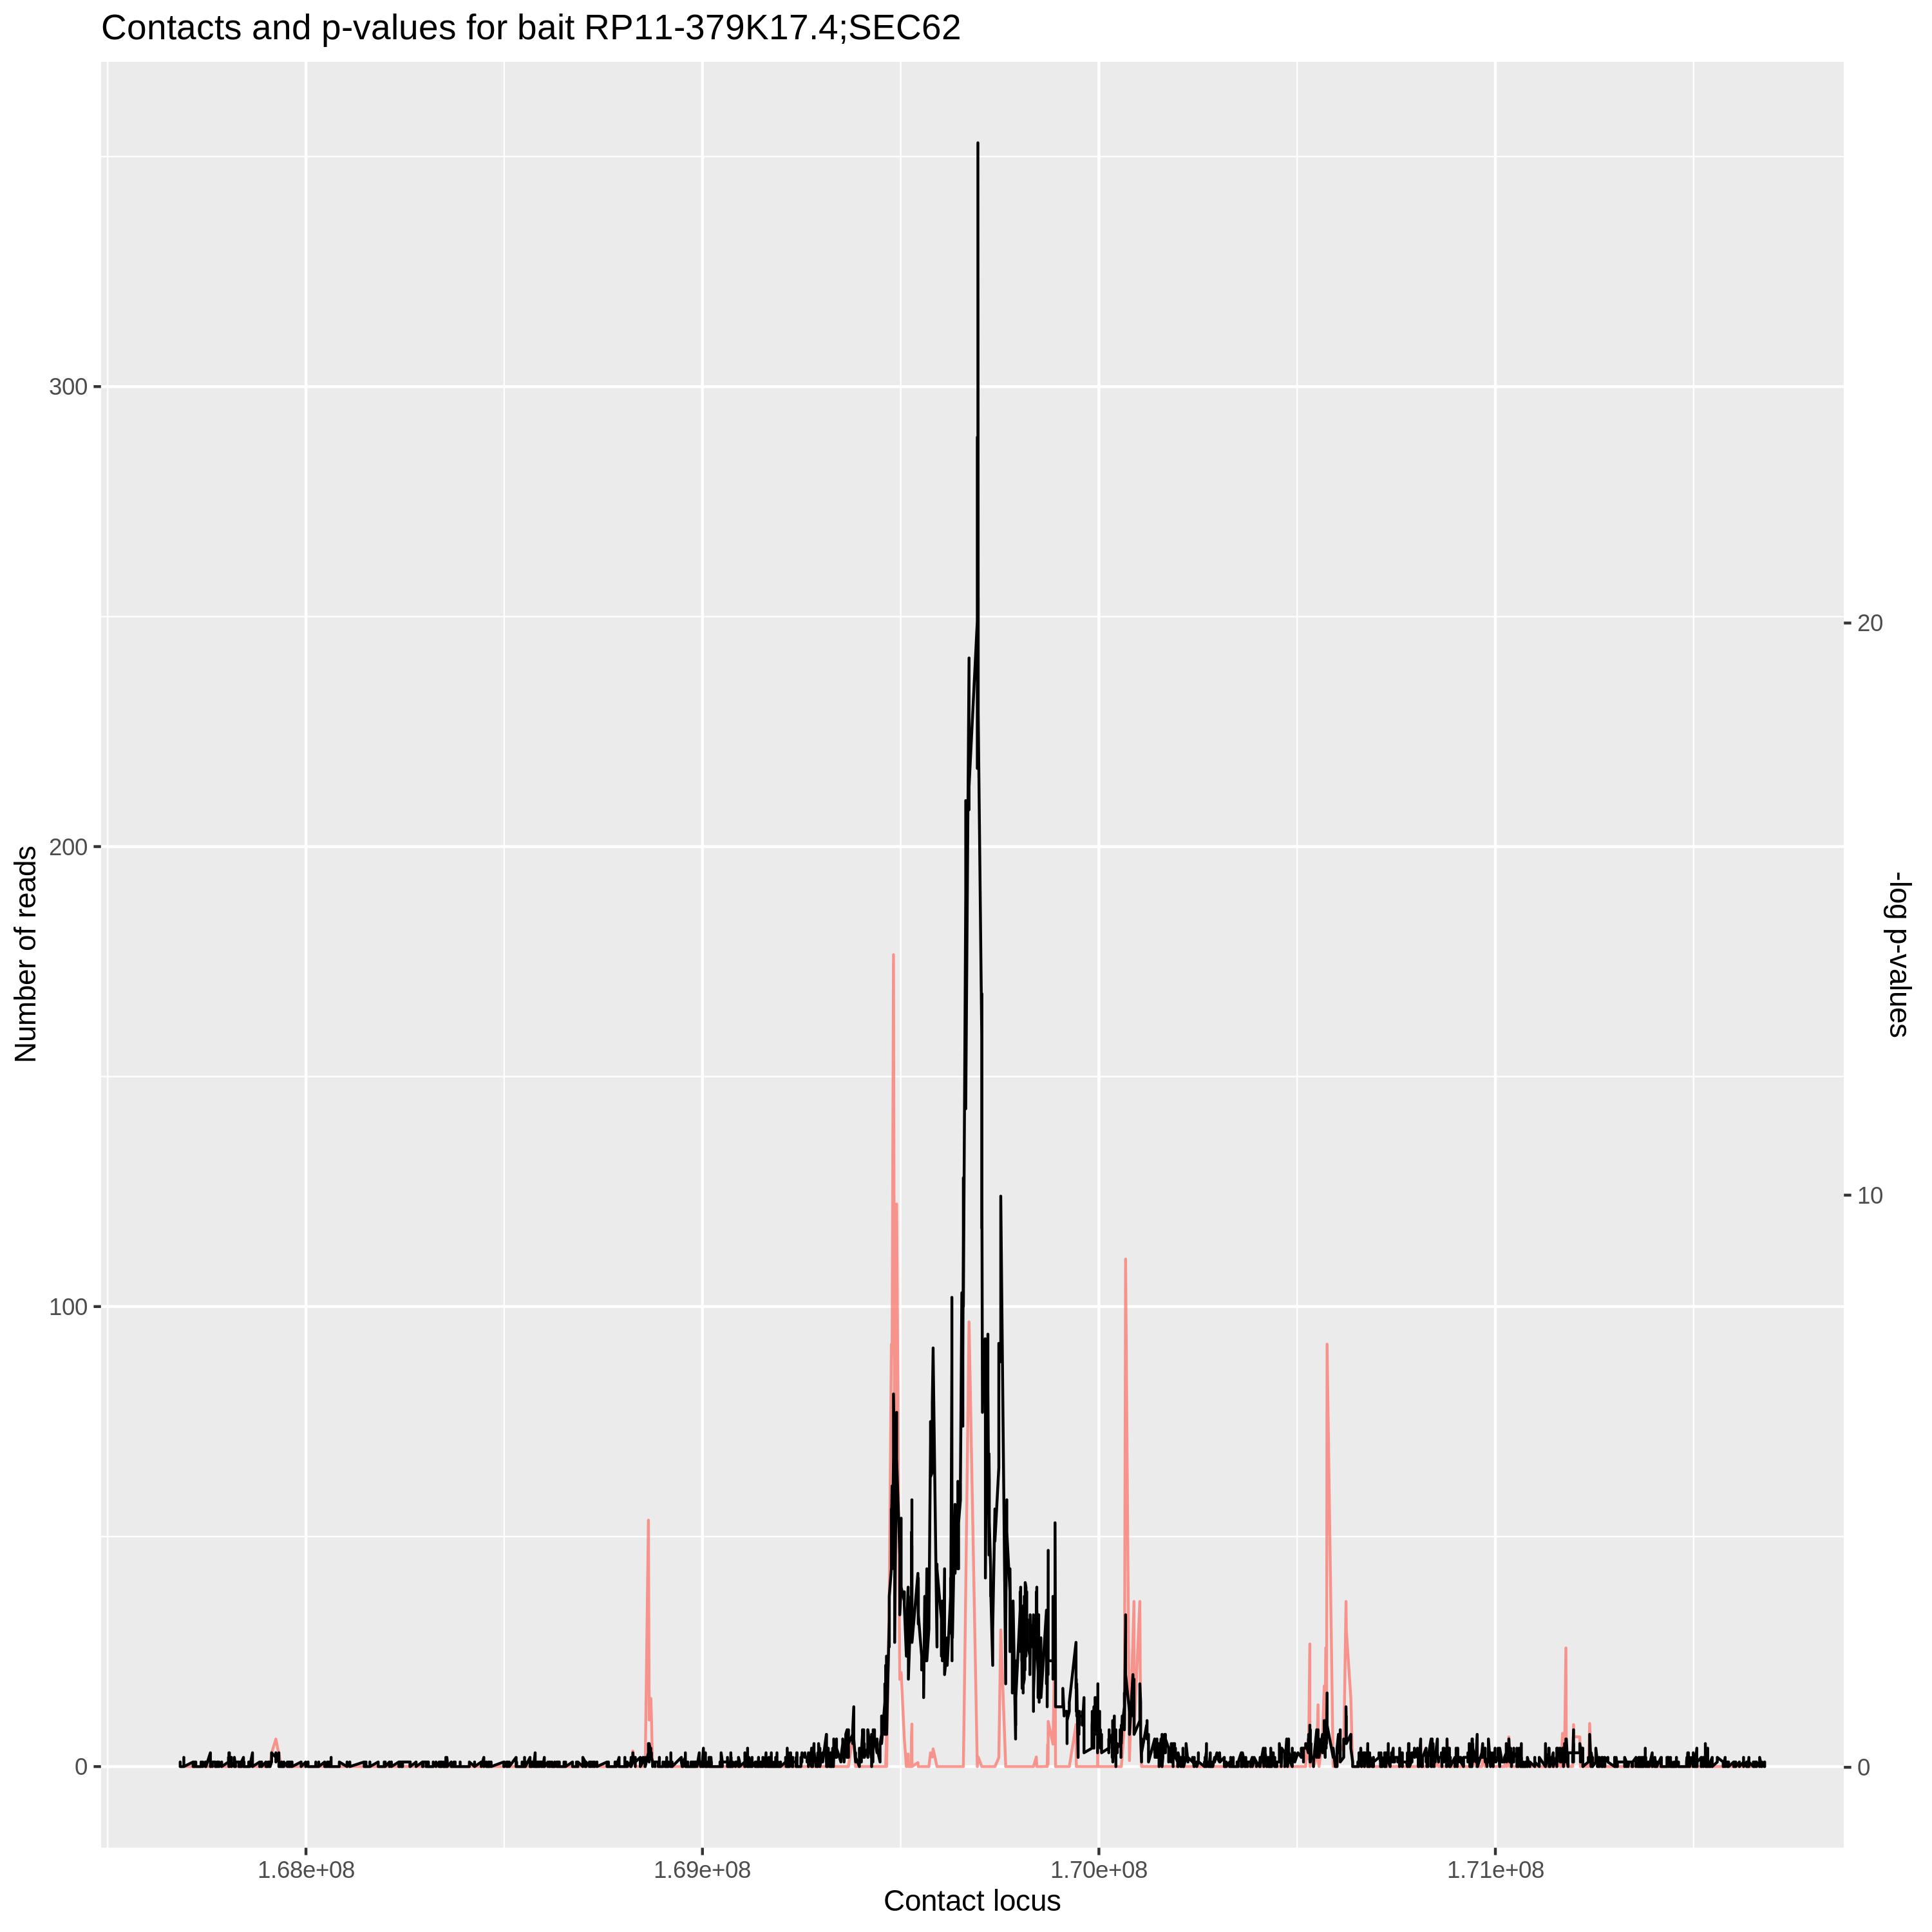 Contacts and p-values for bait RP11-379K17.4;SEC62
300
200
100
0
Number of reads
20
10
0
-log p-values
1.68e+08
1.69e+08
1.70e+08
1.71e+08
Contact locus